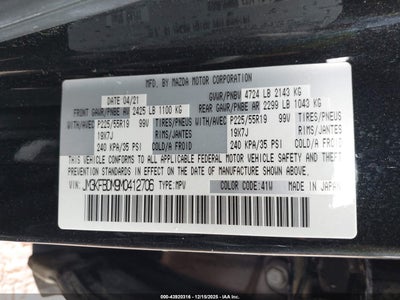 MFD. BY MAZDA MOTOR CORPORATION
DATE 04/21 GVWR/PNBV 4724 LB 2143 KG
FRONT GAWR/PNBE AV 2425 LB 1100 KG REAR GAWR/PNBE AR 2299 LB 1043 KG
WITH/AVEC P225/55R19 99V TIRES/PNEUS WITH/AVEC P225/55R19 99V TIRES/PNEUS
19X7J RIMS/JANTES 19X7J RIMS/JANTES
240 KPA/35 PSI COLD/A FROID 240 KPA/35 PSI COLD/A FROID
THIS VEHICLE CONFORMS TO ALL APPLICABLE FEDERAL MOTOR VEHICLE
SAFETY, BUMPER, AND THEFT PREVENTION STANDARDS IN EFFECT ON THE
DATE OF MANUFACTURE SHOWN ABOVE.
VIN: JM3KFBDM9M0412706 TYPE: MPV COLOR CODE: 41W
000-43920316 - 12/15/2025 - IAA Inc.